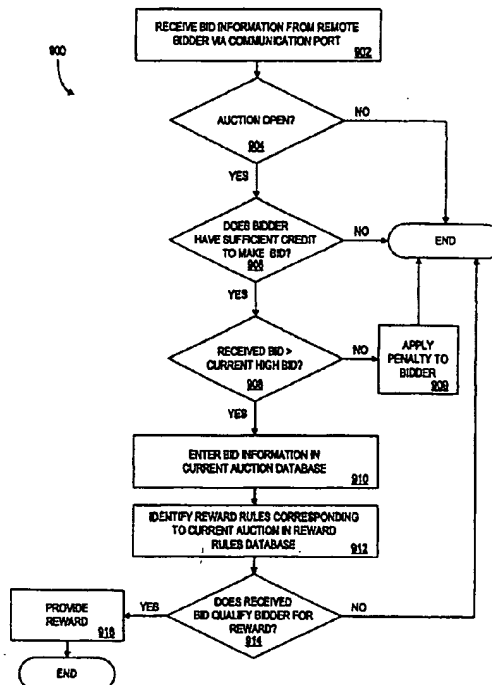 RECEIVE BID INFORMATION FROM REMOTE
BIDDER VIA COMMUNICATION PORT
902
900
AUCTION OPEN?
904
NO
YES
DOES BIDDER
HAVE SUFFICIENT CREDIT
TO MAKE BID?
906
NO
END
YES
RECEIVED BID >
CURRENT HIGH BID?
908
NO
APPLY
PENALTY TO
BIDDER
909
YES
ENTER BID INFORMATION IN
CURRENT AUCTION DATABASE
910
IDENTIFY REWARD RULES CORRESPONDING
TO CURRENT AUCTION IN REWARD
RULES DATABASE
912
DOES RECEIVED
BID QUALIFY BIDDER FOR
REWARD?
914
YES
NO
PROVIDE
REWARD
916
END